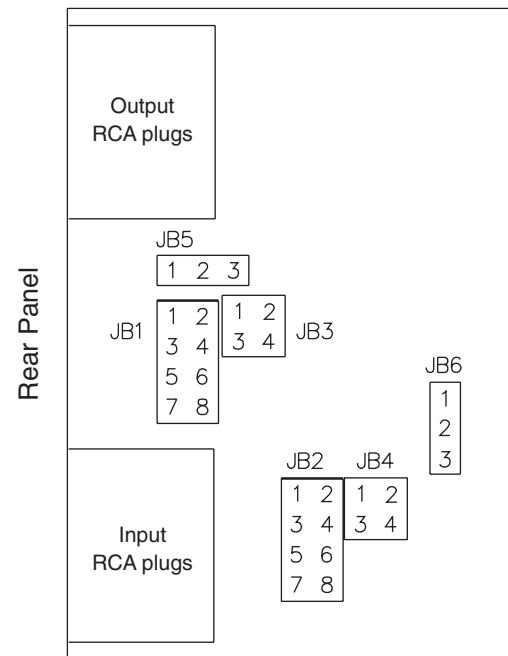 Output
RCA plugs
Rear Panel
JB5
1 2 3
JB1
1 2
3 4
5 6
7 8
1 2
3 4
JB3
JB6
1
2
3
Input
RCA plugs
JB2
1 2
3 4
5 6
7 8
JB4
1 2
3 4